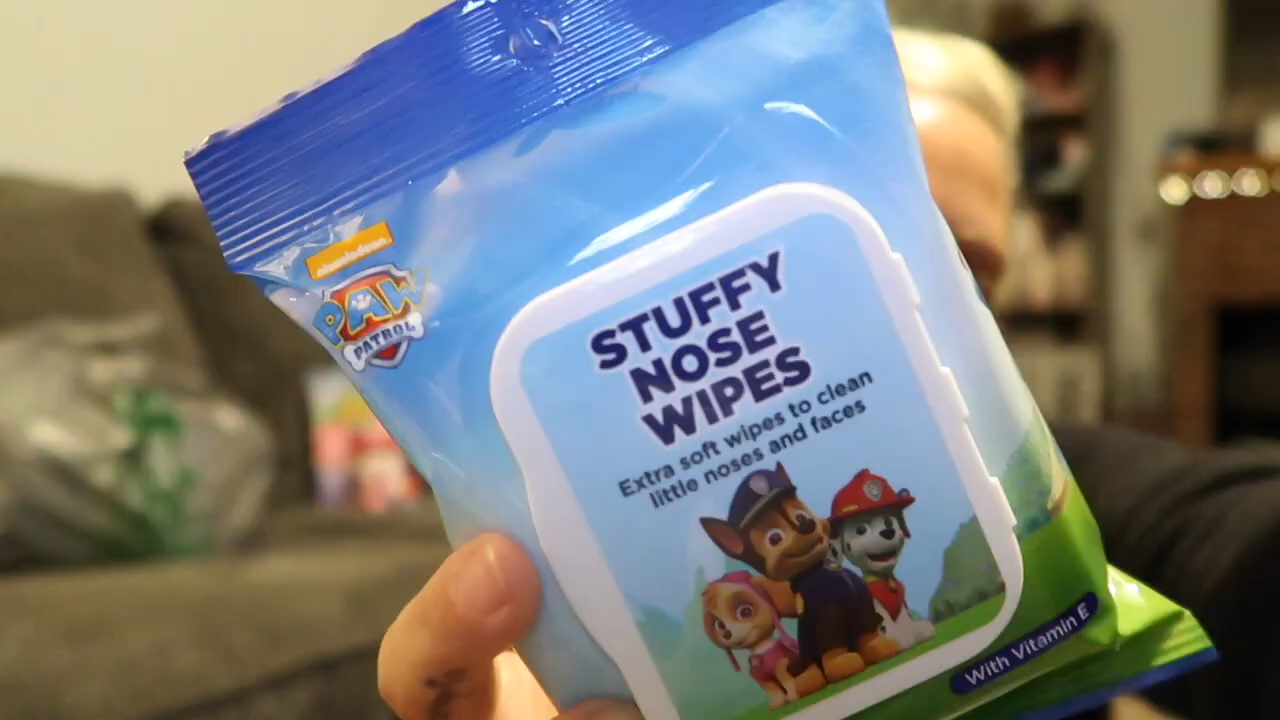 nickelodeon
PAW
PATROL
STUFFY
NOSE
WIPES
Extra soft wipes to clean
little noses and faces
With Vitamin E